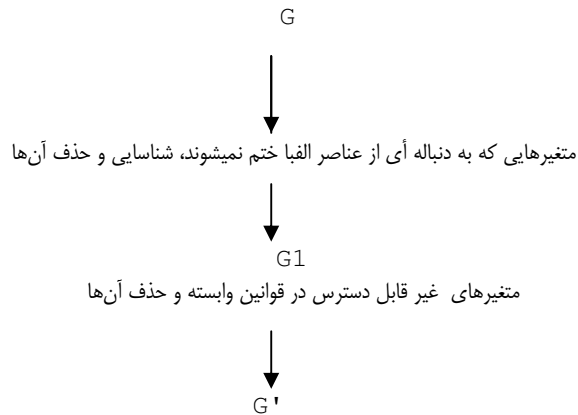 G
متغیرهایی که به دنباله أی از عناصر الفبا ختم نمیشوند، شناسایی و حذف آن‌ها
G1
متغیرهای غیر قابل دسترس در قوانین وابسته و حذف آن‌ها
G'